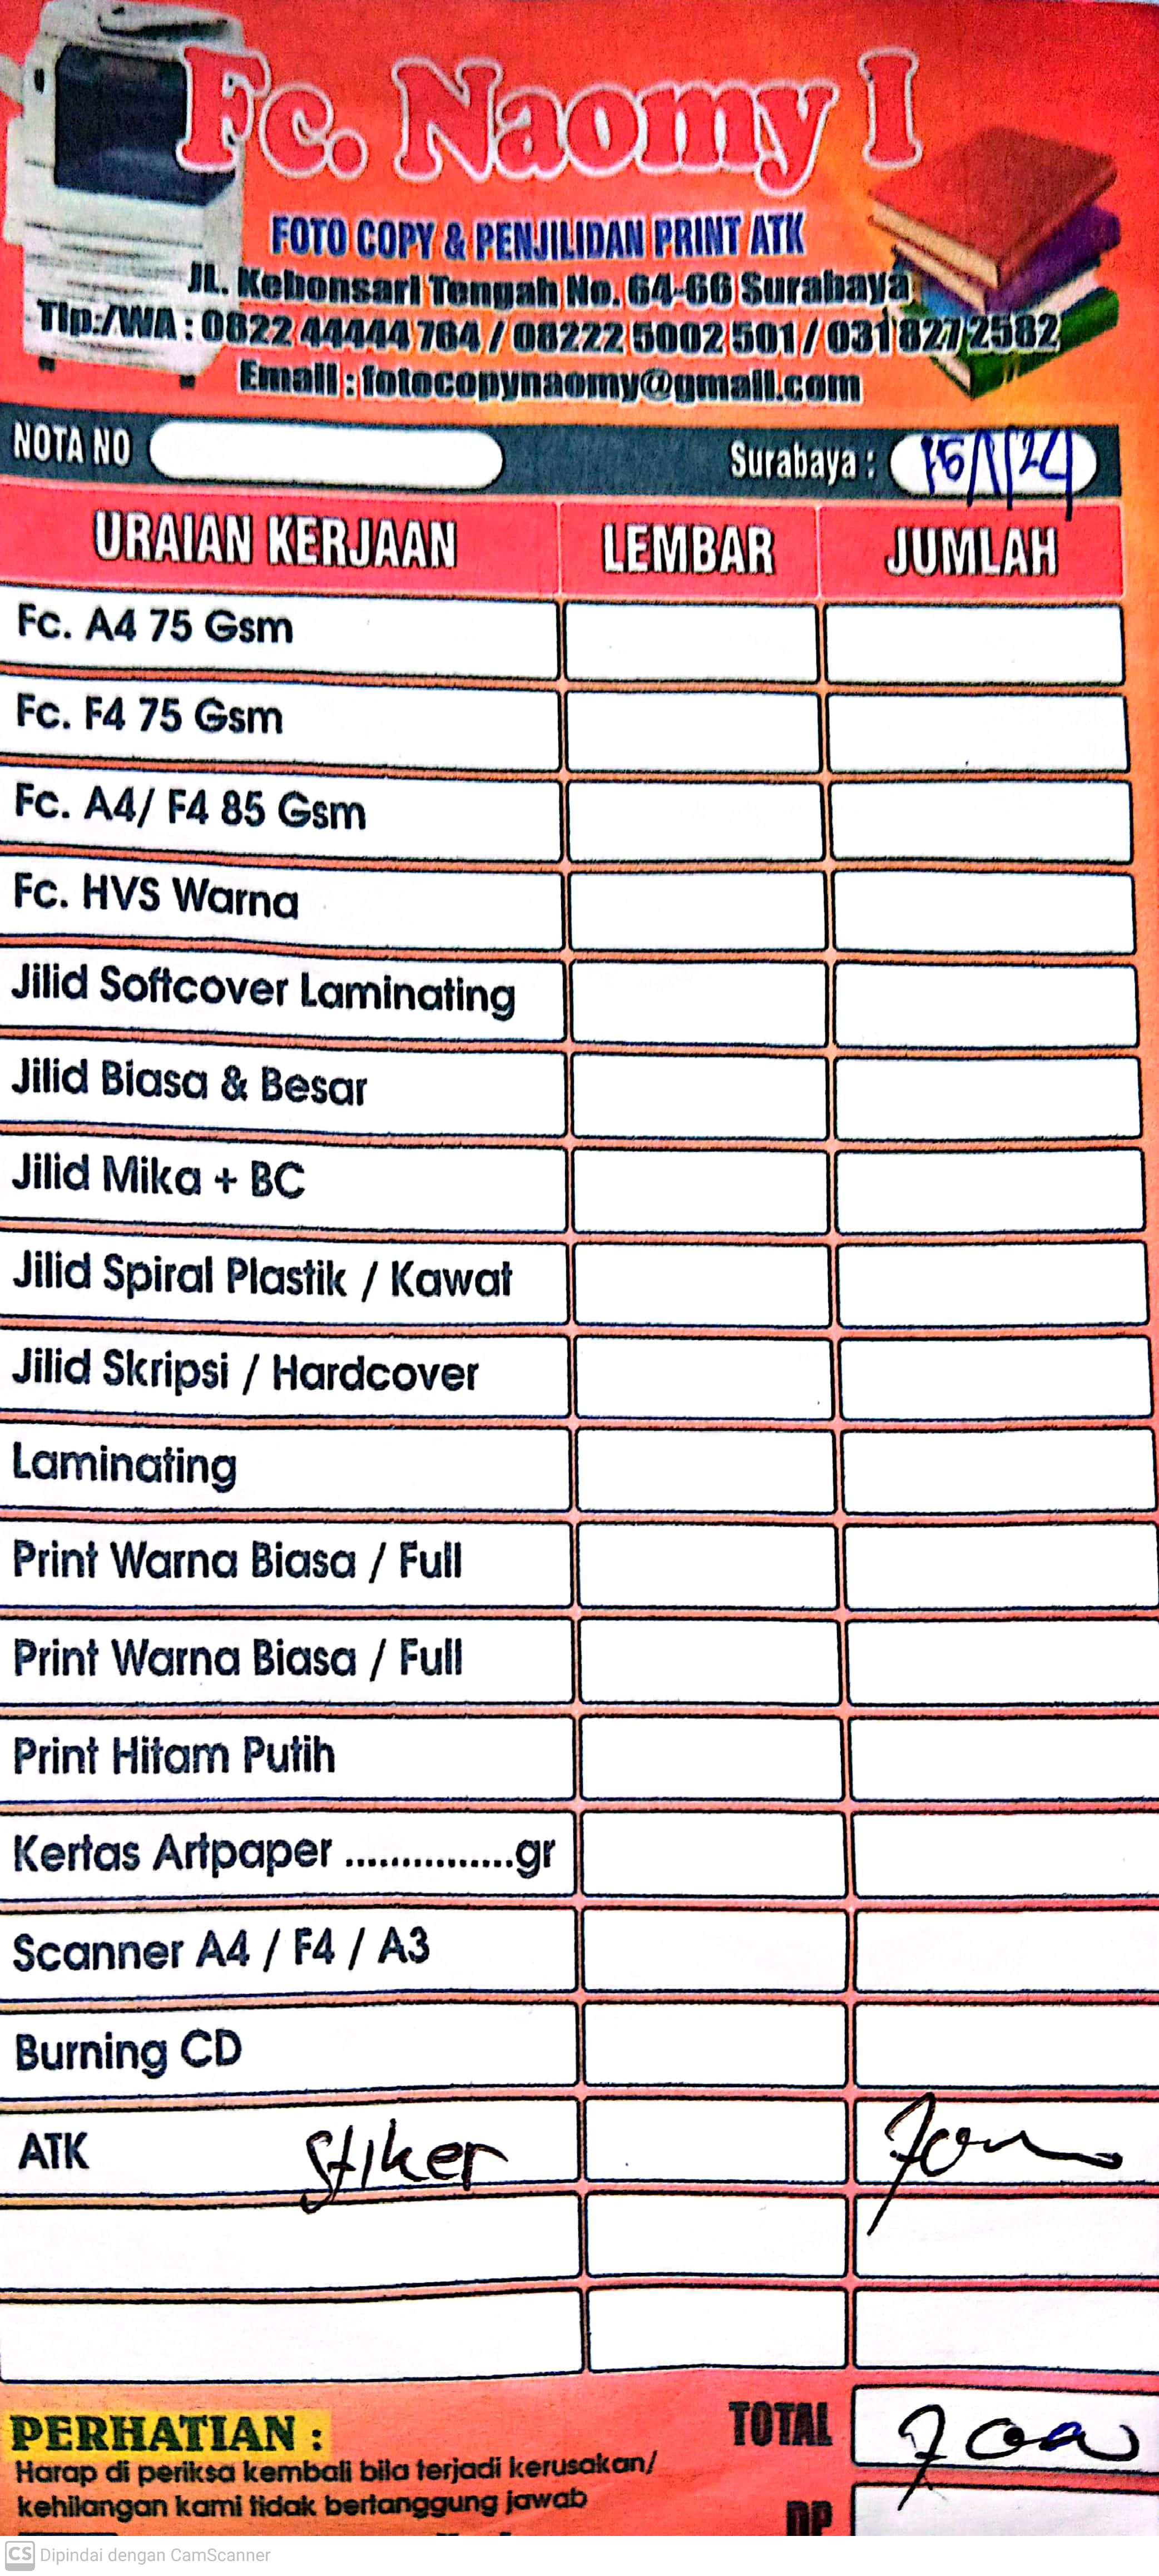 Fc. Naomy 1
FOTO COPY & PENJILIDAN PRINT ATK
JL. Kebonsari Tengah No. 64-66 Surabaya
Tlp:/WA : 0822 44444 764 / 08222 5002 501 / 031 827 2582
Email : fotocopynaomy@gmail.com
NOTA NO Surabaya :
URAIAN KERJAAN LEMBAR JUMLAH
Fc. A4 75 Gsm
Fc. F4 75 Gsm
Fc. A4/ F4 85 Gsm
Fc. HVS Warna
Jilid Softcover Laminating
Jilid Biasa & Besar
Jilid Mika + BC
Jilid Spiral Plastik / Kawat
Jilid Skripsi / Hardcover
Laminating
Print Warna Biasa / Full
Print Warna Biasa / Full
Print Hitam Putih
Kertas Artpaper ...............gr
Scanner A4 / F4 / A3
Burning CD
ATK Stiker
TOTAL
PERHATIAN :
Harap di periksa kembali bila terjadi kerusakan/
kehilangan kami tidak bertanggung jawab
DP
CS Dipindai dengan CamScanner